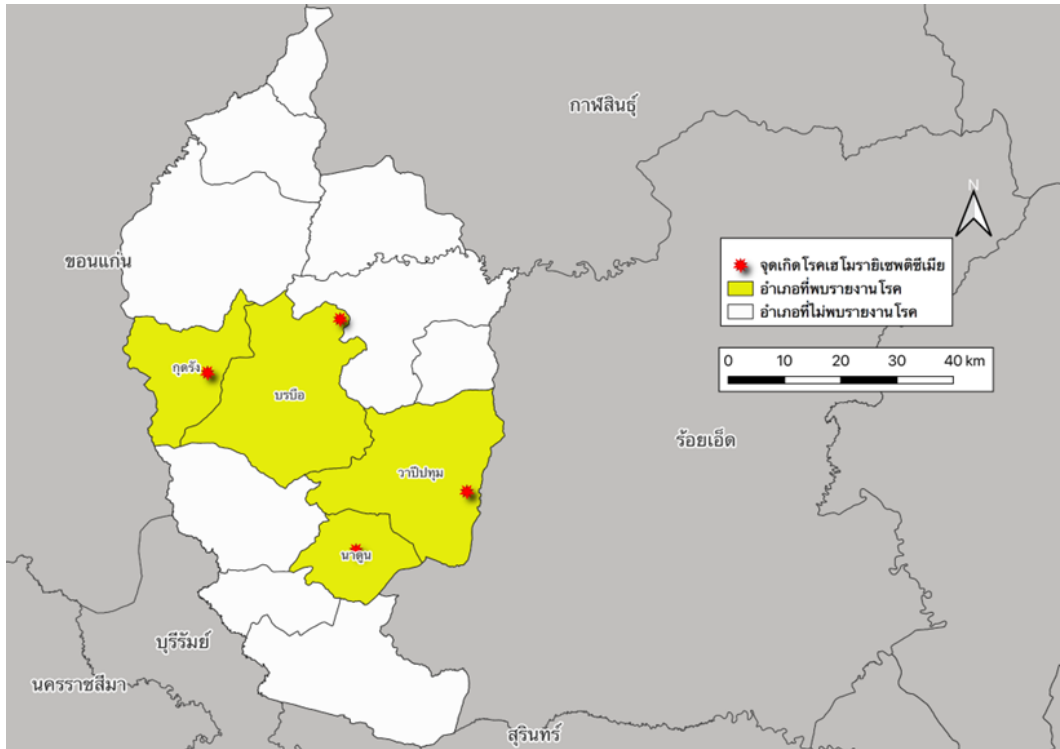 กาฬสินธุ์
N
ขอนแก่น
จุดเกิดโรคเฮโมรายิเซพติซีเมีย
อำเภอที่พบรายงานโรค
อำเภอที่ไม่พบรายงานโรค
0 10 20 30 40 km
กุดรัง
บรบือ
ร้อยเอ็ด
วาปีปทุม
นาดูน
บุรีรัมย์
นครราชสีมา
สุรินทร์